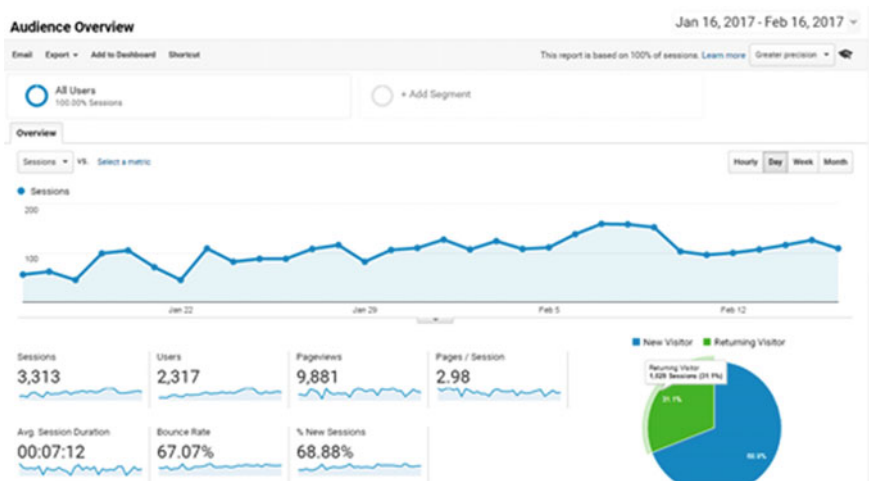 Audience Overview
Jan 16, 2017 - Feb 16, 2017
Email Export Add to Dashboard Shortcut
This report is based on 100% of sessions. Learn more Greater precision
All Users
100.00% Sessions
+ Add Segment
Overview
Sessions VS. Select a metric
Hourly Day Week Month
Sessions
200
100
Jan 22 Jan 29 Feb 5 Feb 12
New Visitor Returning Visitor
Sessions Users Pageviews Pages / Session
3,313 2,317 9,881 2.98
Returning Visitor
Sessions (31.1%)
31.1%
Avg. Session Duration Bounce Rate % New Sessions
00:07:12 67.07% 68.88%